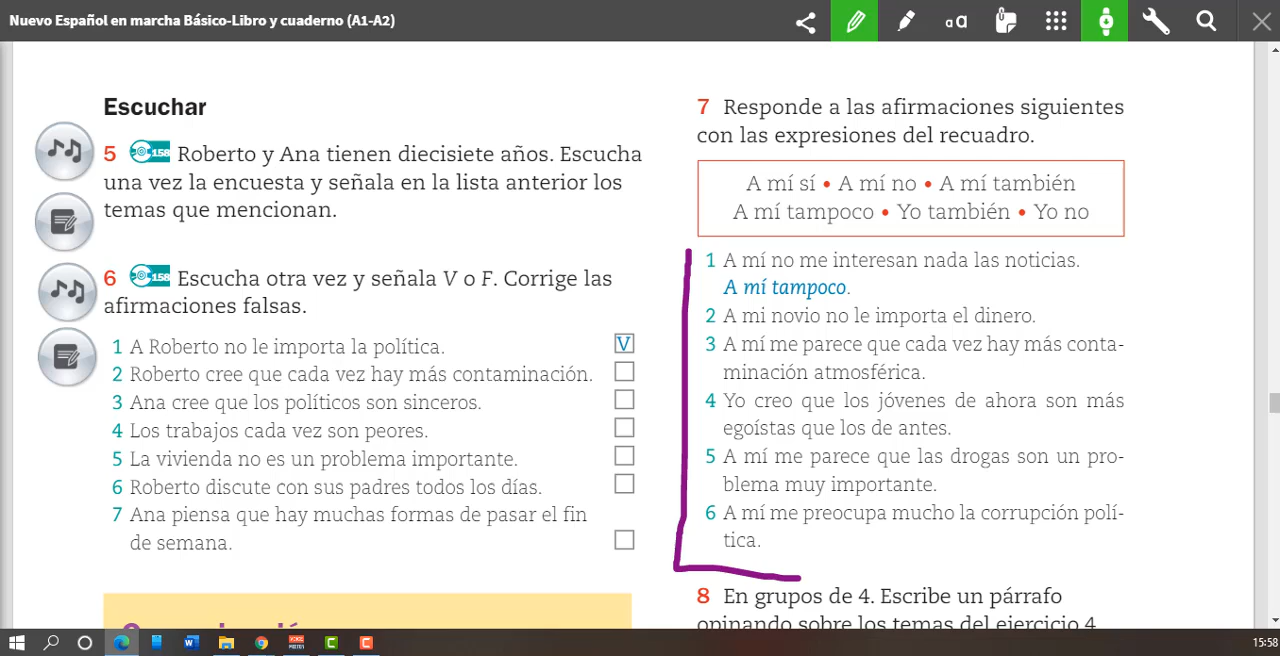 Nuevo Español en marcha Básico-Libro y cuaderno (A1-A2)
aA
Escuchar
5 158 Roberto y Ana tienen diecisiete años. Escucha
una vez la encuesta y señala en la lista anterior los
temas que mencionan.
6 158 Escucha otra vez y señala V o F. Corrige las
afirmaciones falsas.
1 A Roberto no le importa la política. V
2 Roberto cree que cada vez hay más contaminación.
3 Ana cree que los políticos son sinceros.
4 Los trabajos cada vez son peores.
5 La vivienda no es un problema importante.
6 Roberto discute con sus padres todos los días.
7 Ana piensa que hay muchas formas de pasar el fin
de semana.
7 Responde a las afirmaciones siguientes
con las expresiones del recuadro.
A mí sí • A mí no • A mí también
A mí tampoco • Yo también • Yo no
1 A mí no me interesan nada las noticias.
A mí tampoco.
2 A mi novio no le importa el dinero.
3 A mí me parece que cada vez hay más conta-
minación atmosférica.
4 Yo creo que los jóvenes de ahora son más
egoístas que los de antes.
5 A mí me parece que las drogas son un pro-
blema muy importante.
6 A mí me preocupa mucho la corrupción polí-
tica.
8 En grupos de 4. Escribe un párrafo
opinando sobre los temas del ejercicio 4
15:58